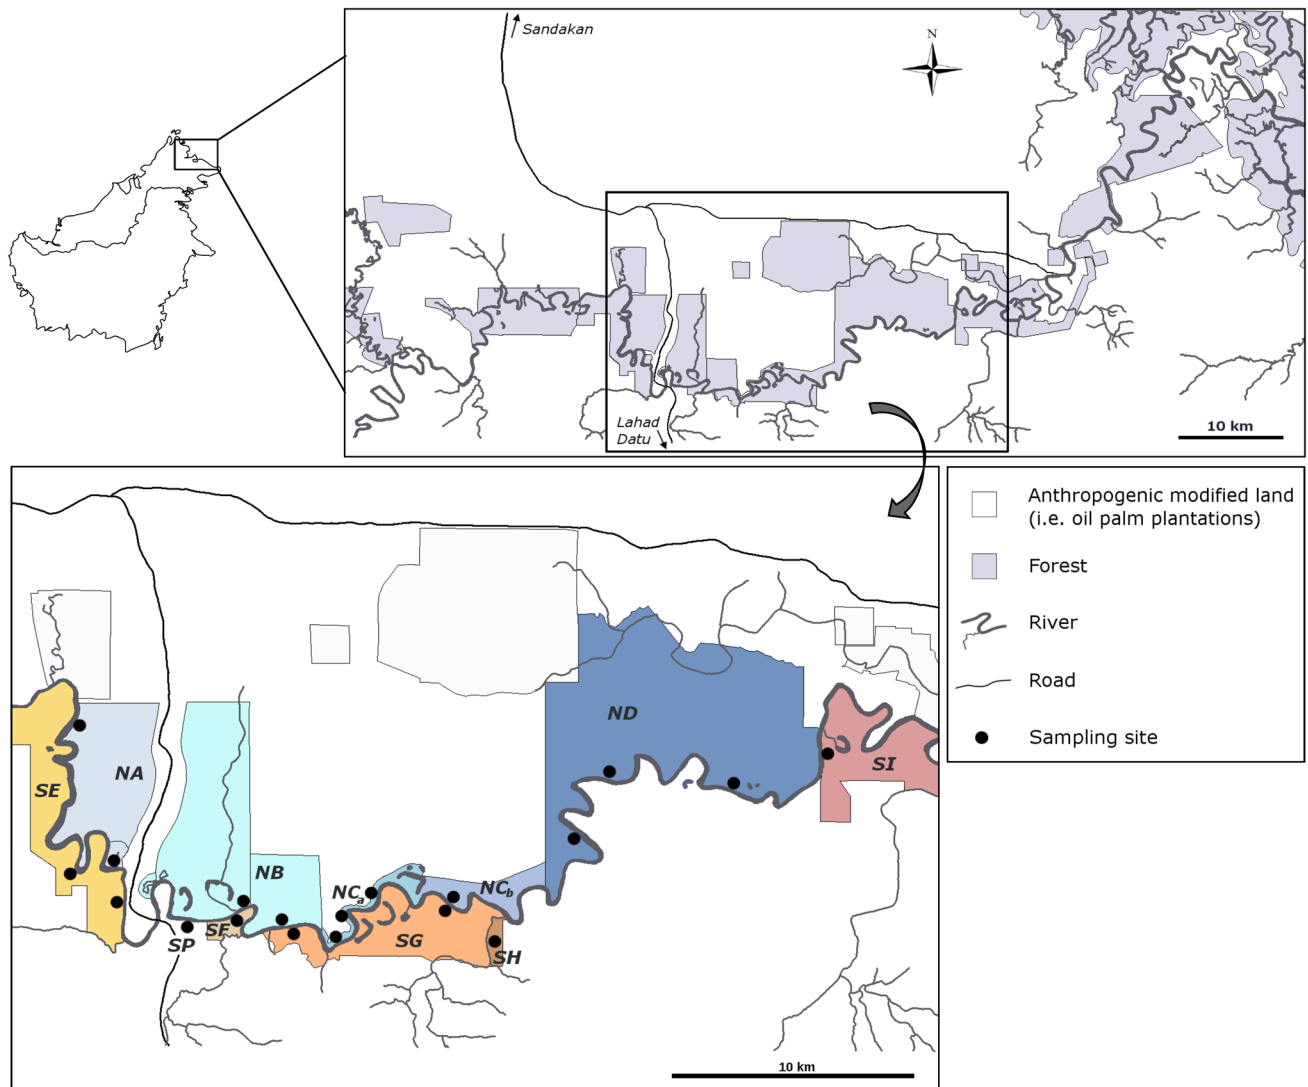 Sandakan
N
Lahad
Datu
10 km
Anthropogenic modified land
(i.e. oil palm plantations)
Forest
River
Road
Sampling site
ND
NA
SE
SI
NB
NCa
NCb
SP
SF
SG
SH
10 km